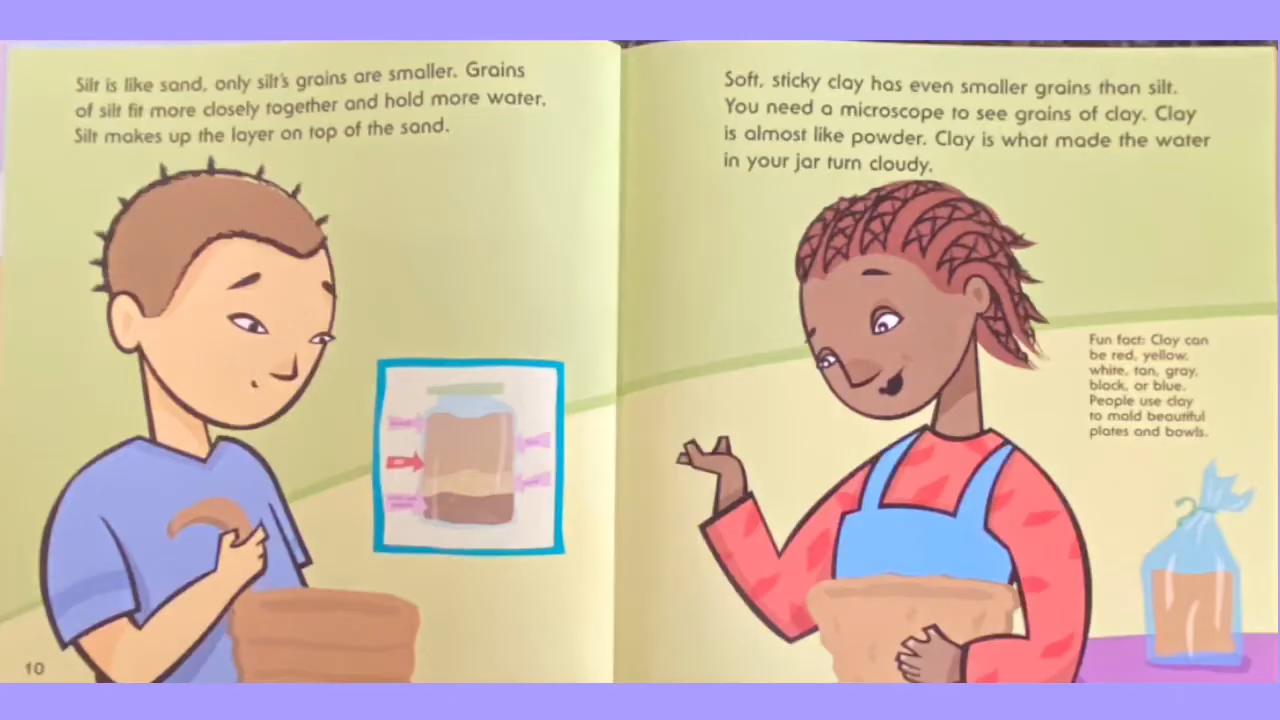 Silt is like sand, only silt's grains are smaller. Grains
of silt fit more closely together and hold more water.
Silt makes up the layer on top of the sand.
10
Soft, sticky clay has even smaller grains than silt.
You need a microscope to see grains of clay. Clay
is almost like powder. Clay is what made the water
in your jar turn cloudy.
Fun fact: Clay can
be red, yellow,
white, tan, gray,
black, or blue.
People use clay
to mold beautiful
plates and bowls.